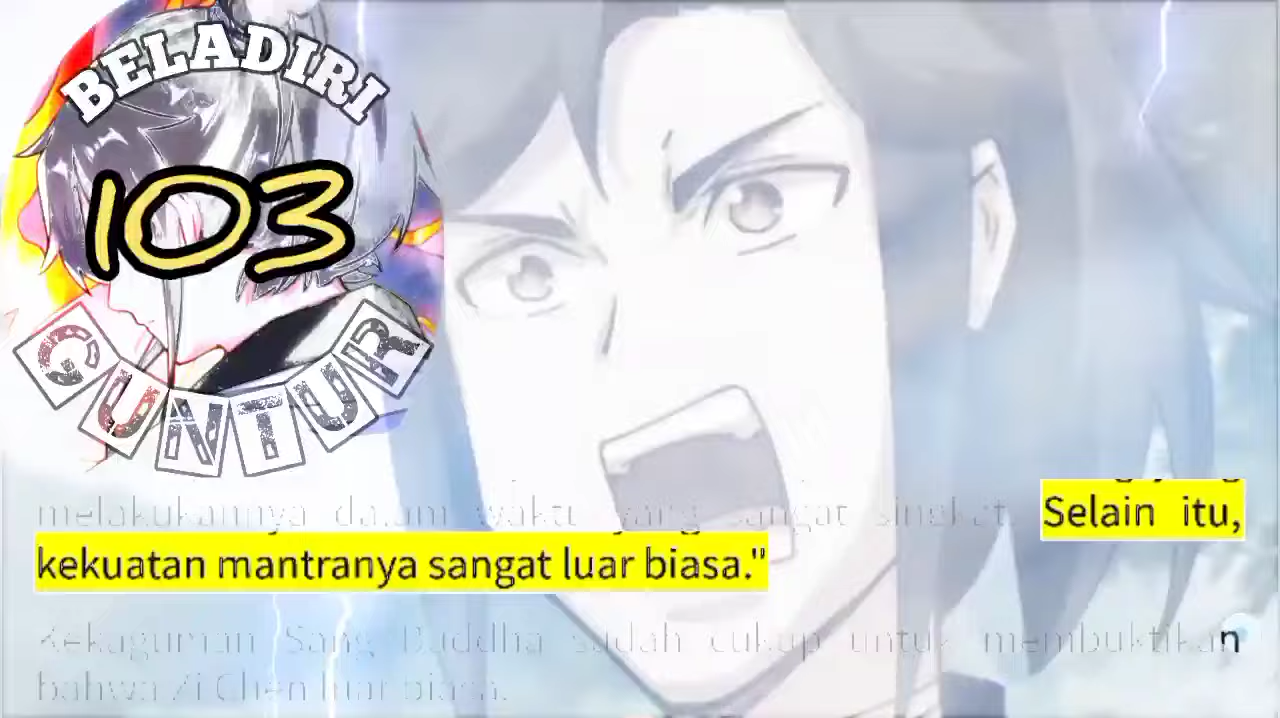 BELADIRI
103
GUNTUR
melakukannya dalam waktu yang sangat singkat. Selain itu,
kekuatan mantranya sangat luar biasa."
Kekaguman Sang Buddha sudah cukup untuk membuktikan
bahwa Zi Chen luar biasa.